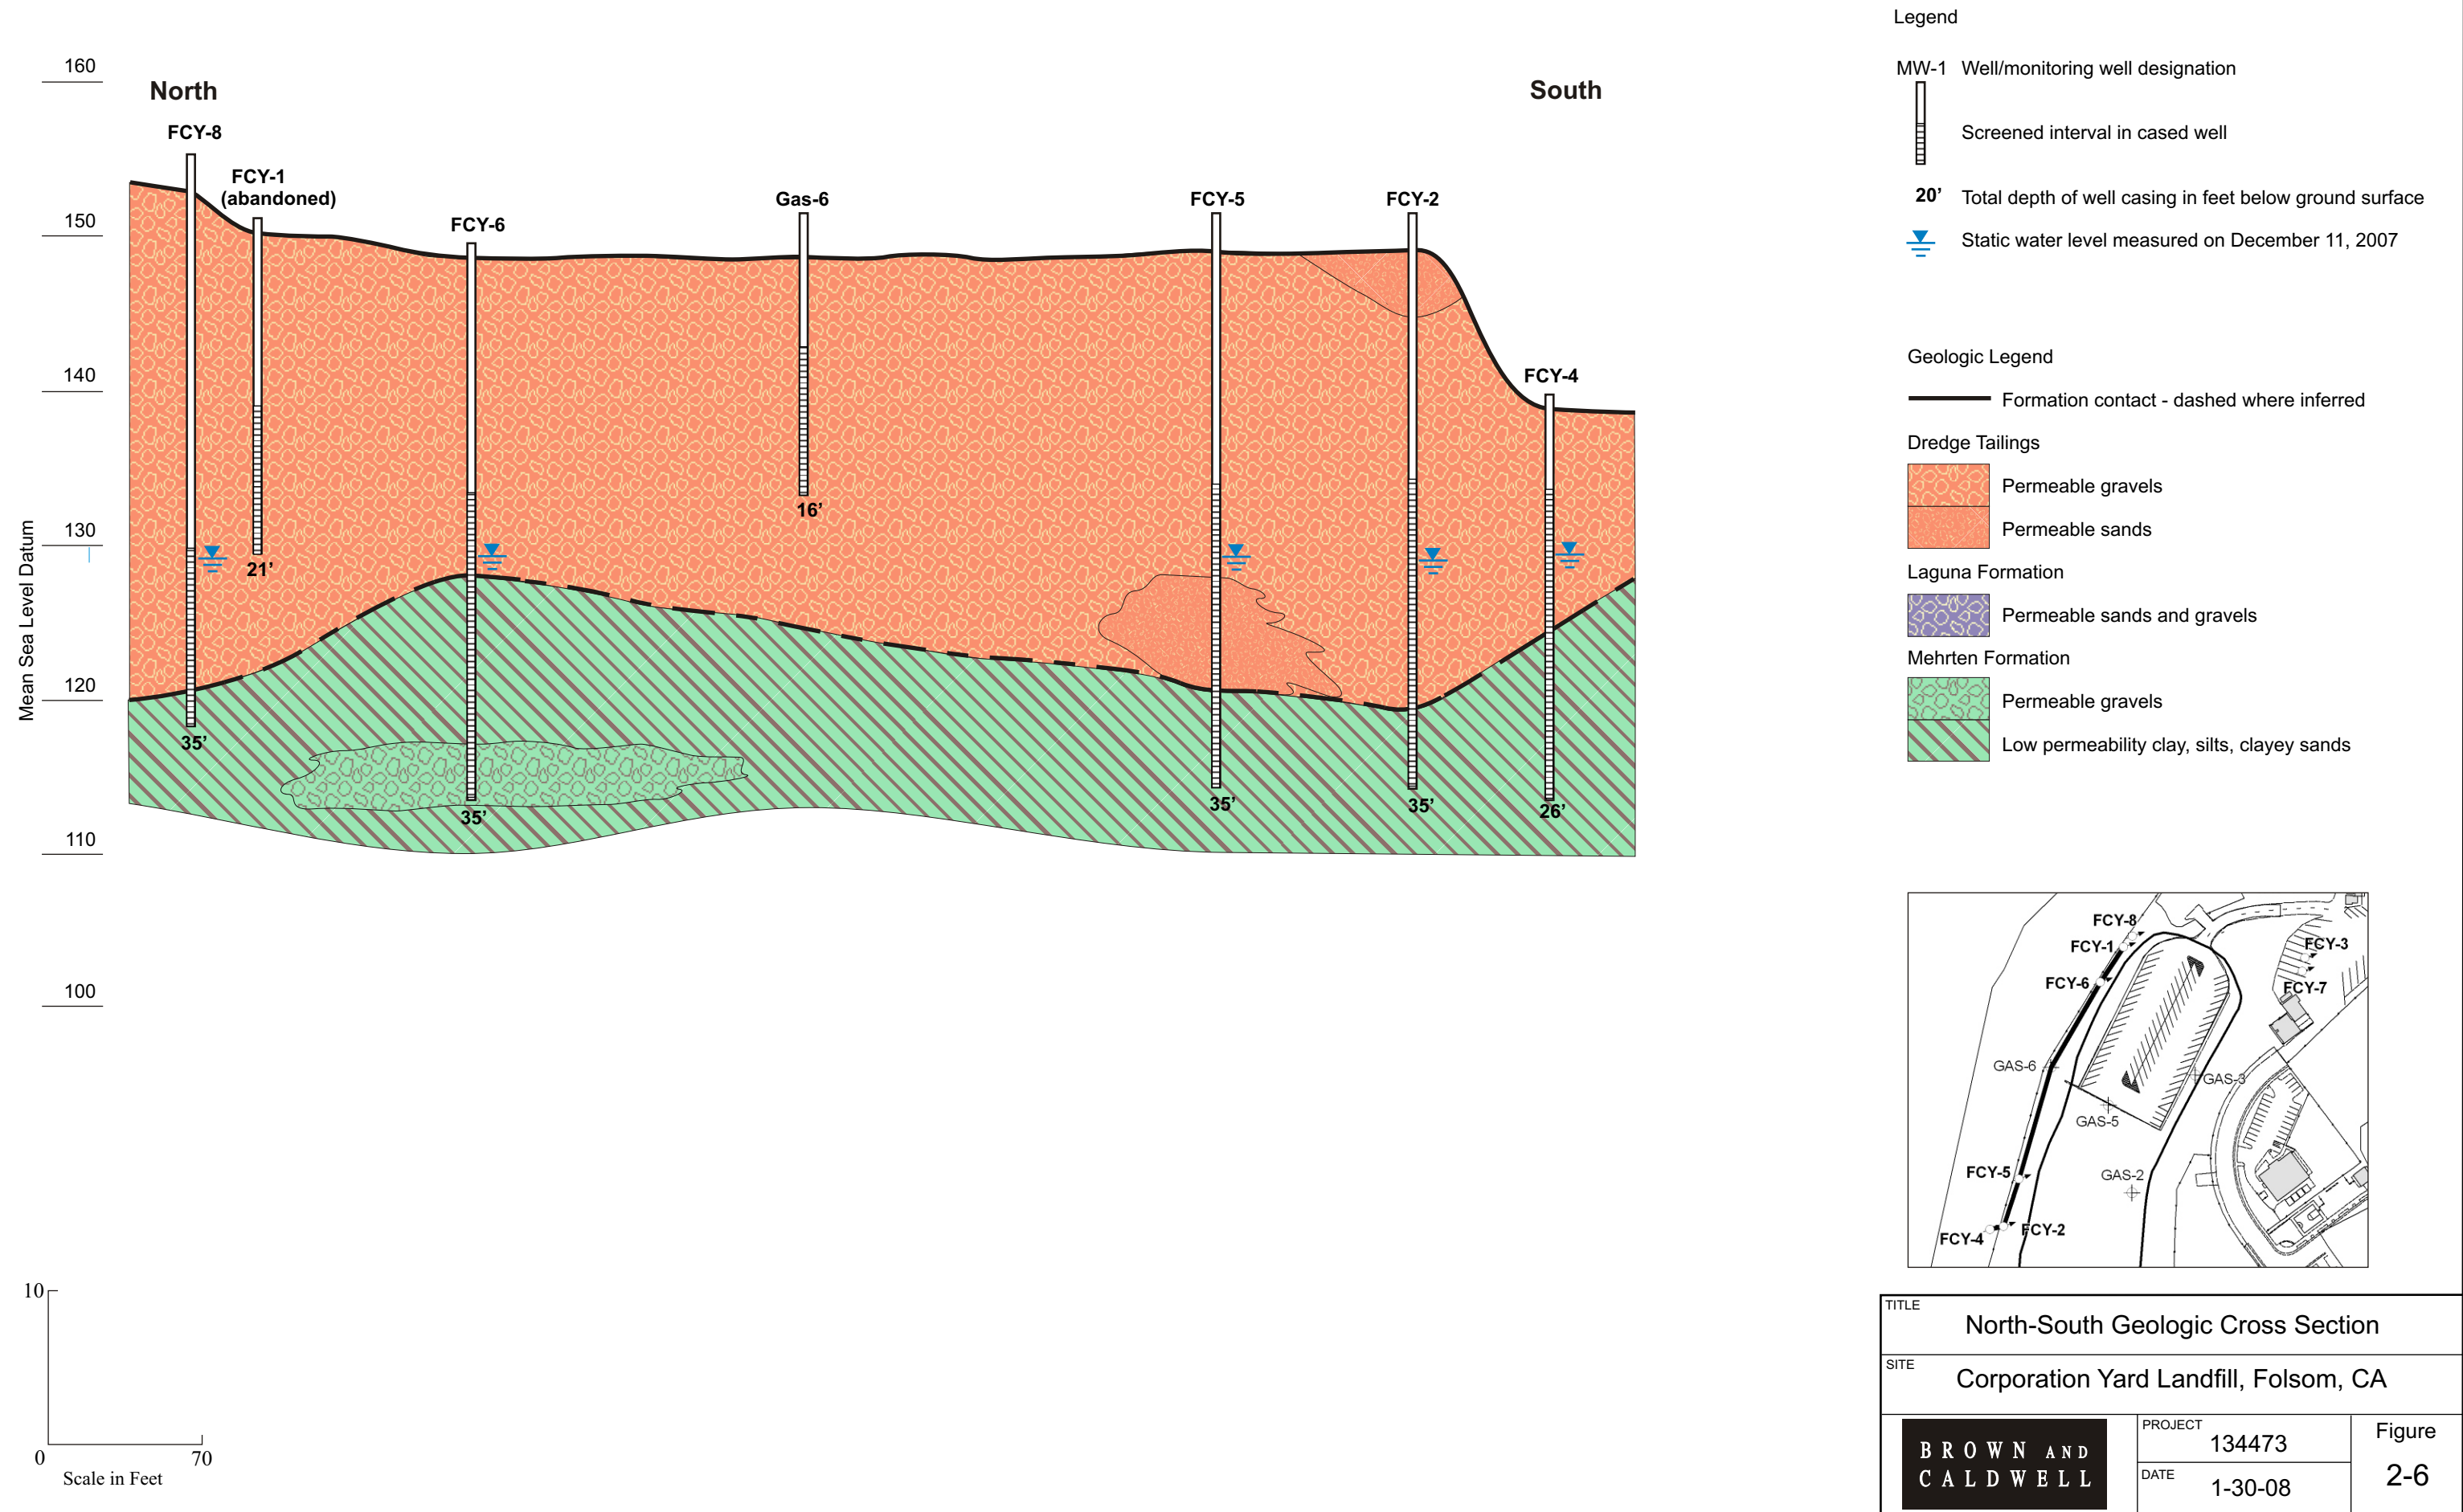 160
150
140
130
120
110
100
Mean Sea Level Datum
North
South
FCY-8
FCY-1
(abandoned)
FCY-6
Gas-6
FCY-5
FCY-2
FCY-4
35’
21’
35’
16’
35’
35’
26’
10
0
70
Scale in Feet
Legend
MW-1 Well/monitoring well designation
Screened interval in cased well
20’ Total depth of well casing in feet below ground surface
Static water level measured on December 11, 2007
Geologic Legend
Formation contact - dashed where inferred
Dredge Tailings
Permeable gravels
Permeable sands
Laguna Formation
Permeable sands and gravels
Mehrten Formation
Permeable gravels
Low permeability clay, silts, clayey sands
FCY-8
FCY-1
FCY-3
FCY-6
FCY-7
GAS-6
GAS-3
GAS-5
FCY-5
GAS-2
FCY-4
FCY-2
TITLE
North-South Geologic Cross Section
SITE
Corporation Yard Landfill, Folsom, CA
BROWN AND
CALDWELL
PROJECT
134473
DATE
1-30-08
Figure
2-6